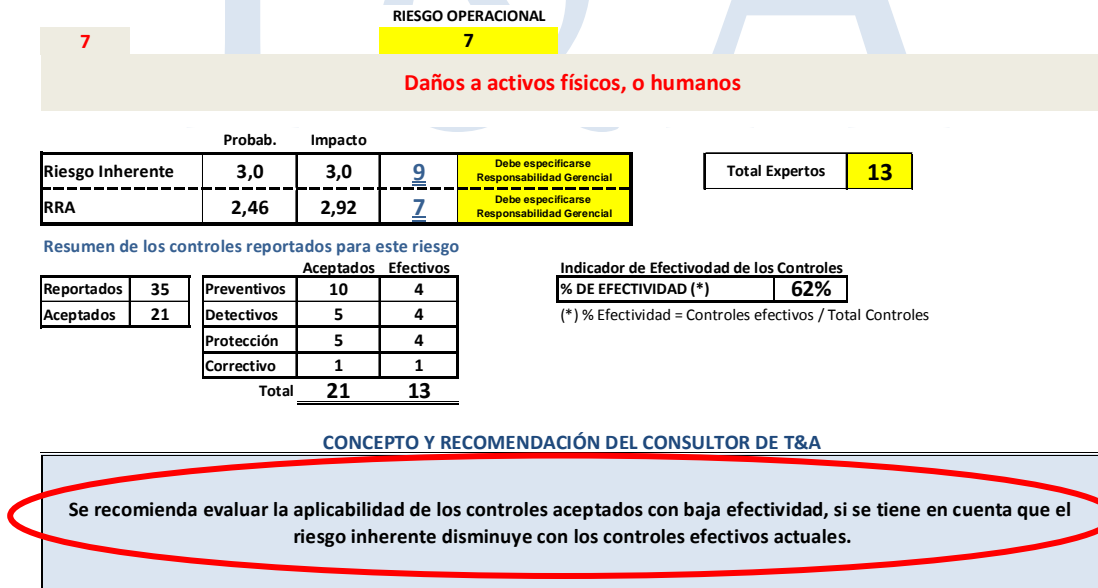 RIESGO OPERACIONAL
7 7
Daños a activos físicos, o humanos
Probab. Impacto
Riesgo Inherente 3,0 3,0 9 Debe especificarse Responsabilidad Gerencial
Total Expertos 13
RRA 2,46 2,92 7 Debe especificarse Responsabilidad Gerencial
Resumen de los controles reportados para este riesgo
Aceptados Efectivos
Reportados 35 Preventivos 10 4
Aceptados 21 Detectivos 5 4
Protección 5 4
Correctivo 1 1
Total 21 13
Indicador de Efectivodad de los Controles
% DE EFECTIVIDAD (*) 62%
(*) % Efectividad = Controles efectivos / Total Controles
CONCEPTO Y RECOMENDACIÓN DEL CONSULTOR DE T&A
Se recomienda evaluar la aplicabilidad de los controles aceptados con baja efectividad, si se tiene en cuenta que el
riesgo inherente disminuye con los controles efectivos actuales.